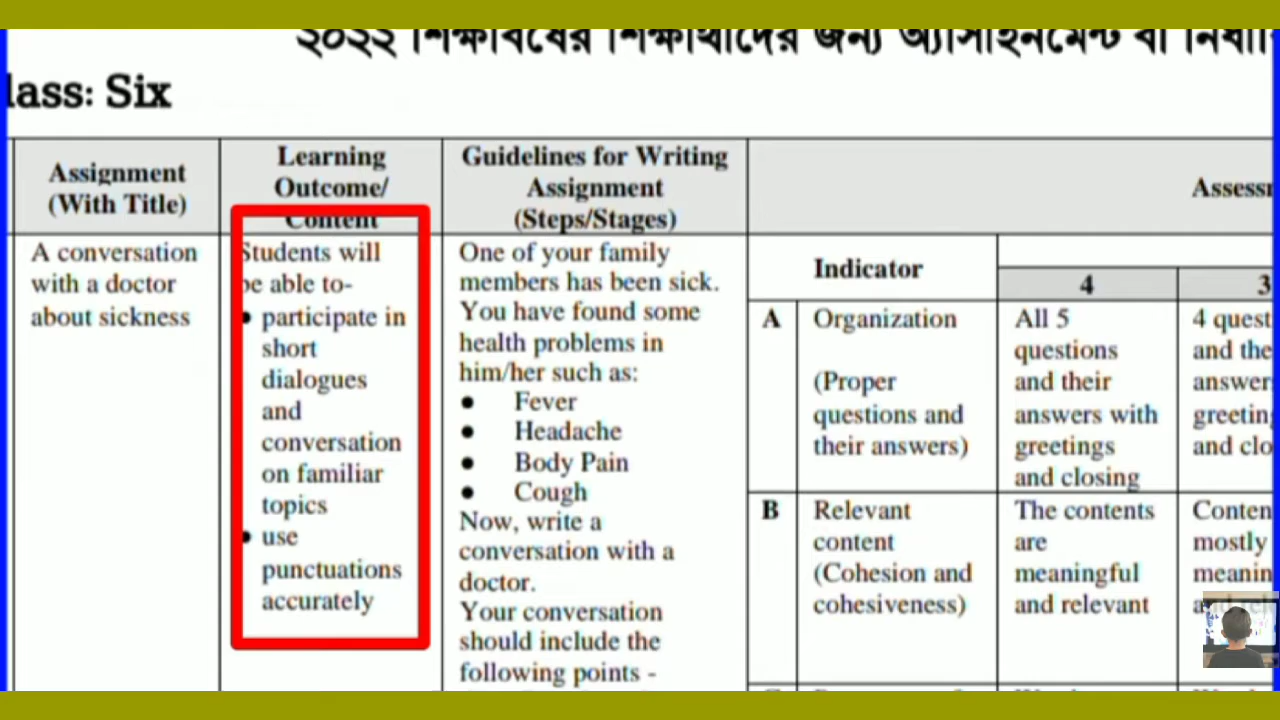 ২০২২ শিক্ষাবর্ষের শিক্ষার্থীদের জন্য অ্যাসাইনমেন্ট বা
lass: Six
Assignment
(With Title)
Learning
Outcome/
Content
Guidelines for Writing
Assignment
(Steps/Stages)
Assess
A conversation
with a doctor
about sickness
Students will
be able to-
● participate in
short
dialogues
and
conversation
on familiar
topics
● use
punctuations
accurately
One of your family
members has been sick.
You have found some
health problems in
him/her such as:
● Fever
● Headache
● Body Pain
● Cough
Now, write a
conversation with a
doctor.
Your conversation
should include the
following points -
Indicator
4
3
A
Organization
(Proper
questions and
their answers)
All 5
questions
and their
answers with
greetings
and closing
4 quest
and the
answer
greeting
and clo
B
Relevant
content
(Cohesion and
cohesiveness)
The contents
are
meaningful
and relevant
Conten
mostly
meanin